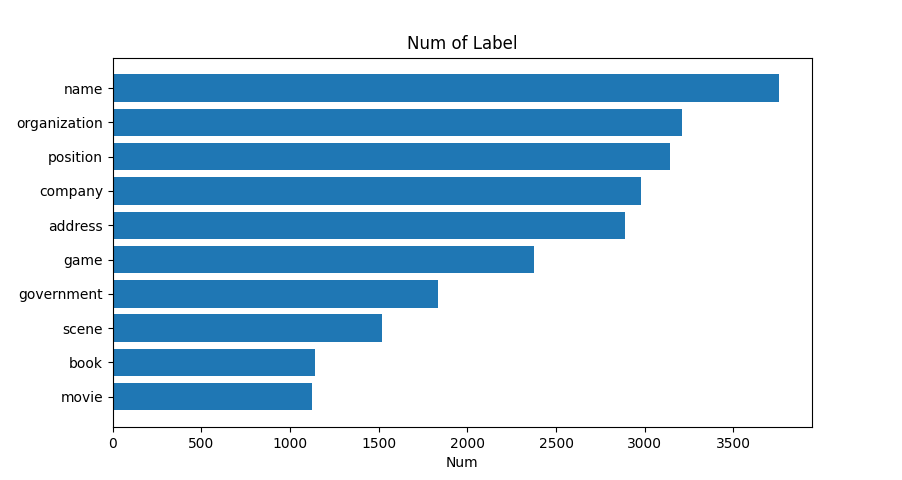 Num of Label
name
organization
position
company
address
game
government
scene
book
movie
0 500 1000 1500 2000 2500 3000 3500
Num